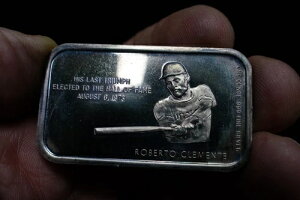 HIS LAST TRIUMPH
ELECTED TO THE HALL OF FAME
AUGUST 6, 1973
ROBERTO CLEMENTE